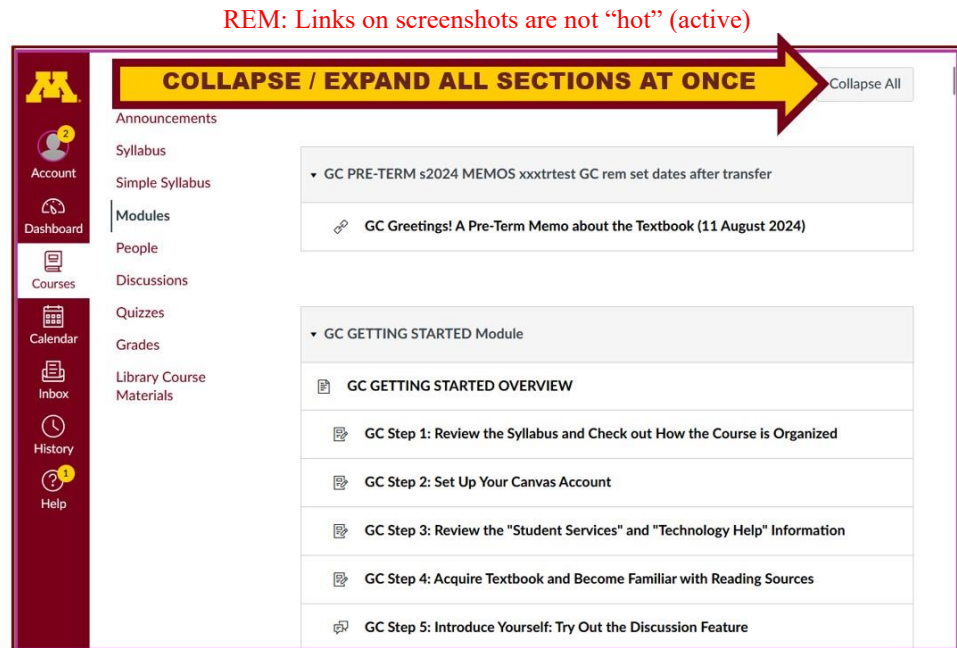 REM: Links on screenshots are not “hot” (active)
M
COLLAPSE / EXPAND ALL SECTIONS AT ONCE
Collapse All
2
Account
Dashboard
Courses
Calendar
Inbox
History
1
Help
Announcements
Syllabus
Simple Syllabus
Modules
People
Discussions
Quizzes
Grades
Library Course
Materials
GC PRE-TERM s2024 MEMOS xxxtrtest GC rem set dates after transfer
GC Greetings! A Pre-Term Memo about the Textbook (11 August 2024)
GC GETTING STARTED Module
GC GETTING STARTED OVERVIEW
GC Step 1: Review the Syllabus and Check out How the Course is Organized
GC Step 2: Set Up Your Canvas Account
GC Step 3: Review the "Student Services" and "Technology Help" Information
GC Step 4: Acquire Textbook and Become Familiar with Reading Sources
GC Step 5: Introduce Yourself: Try Out the Discussion Feature